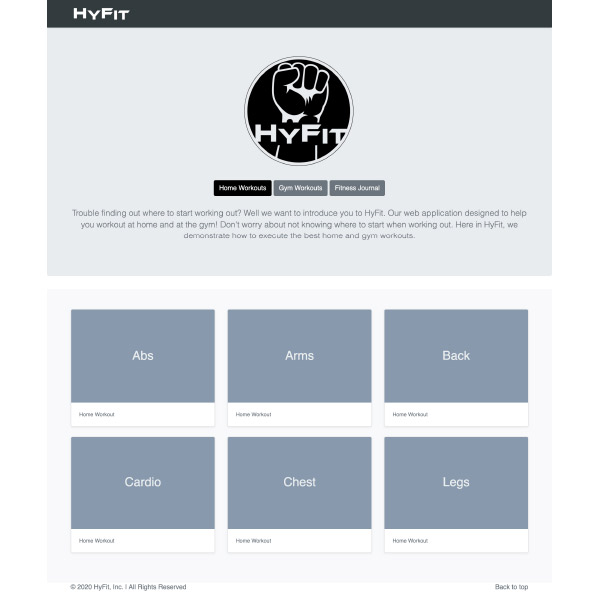 HyFit
HyFit
Home Workouts
Gym Workouts
Fitness Journal
Trouble finding out where to start working out? Well we want to introduce you to HyFit. Our web application designed to help
you workout at home and at the gym! Don't worry about not knowing where to start when working out. Here in HyFit, we
demonstrate how to execute the best home and gym workouts.
Abs
Arms
Back
Home Workout
Home Workout
Home Workout
Cardio
Chest
Legs
Home Workout
Home Workout
Home Workout
© 2020 HyFit, Inc. | All Rights Reserved
Back to top